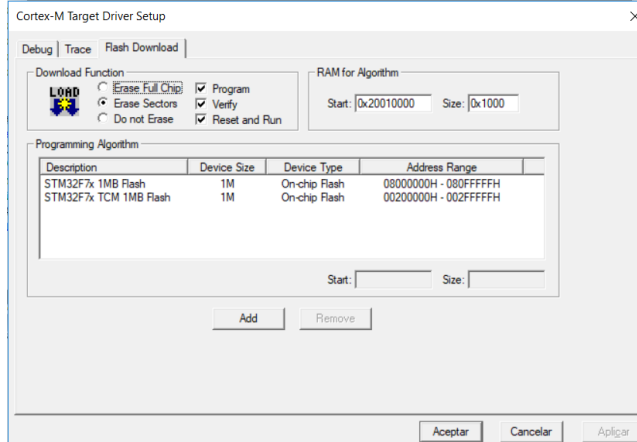 Cortex-M Target Driver Setup
Debug Trace Flash Download
Download Function
LOAD
Erase Full Chip
Erase Sectors
Do not Erase
Program
Verify
Reset and Run
RAM for Algorithm
Start: 0x20010000 Size: 0x1000
Programming Algorithm
Description Device Size Device Type Address Range
STM32F7x 1MB Flash 1M On-chip Flash 08000000H - 080FFFFFH
STM32F7x TCM 1MB Flash 1M On-chip Flash 00200000H - 002FFFFFH
Start: Size:
Add Remove
Aceptar Cancelar Aplicar